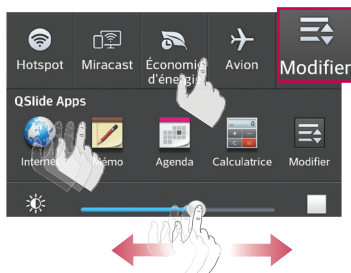 Hotspot Miracast Économie d'énergie Avion Modifier
QSlide Apps
Internet Mémo Agenda Calculatrice Modifier